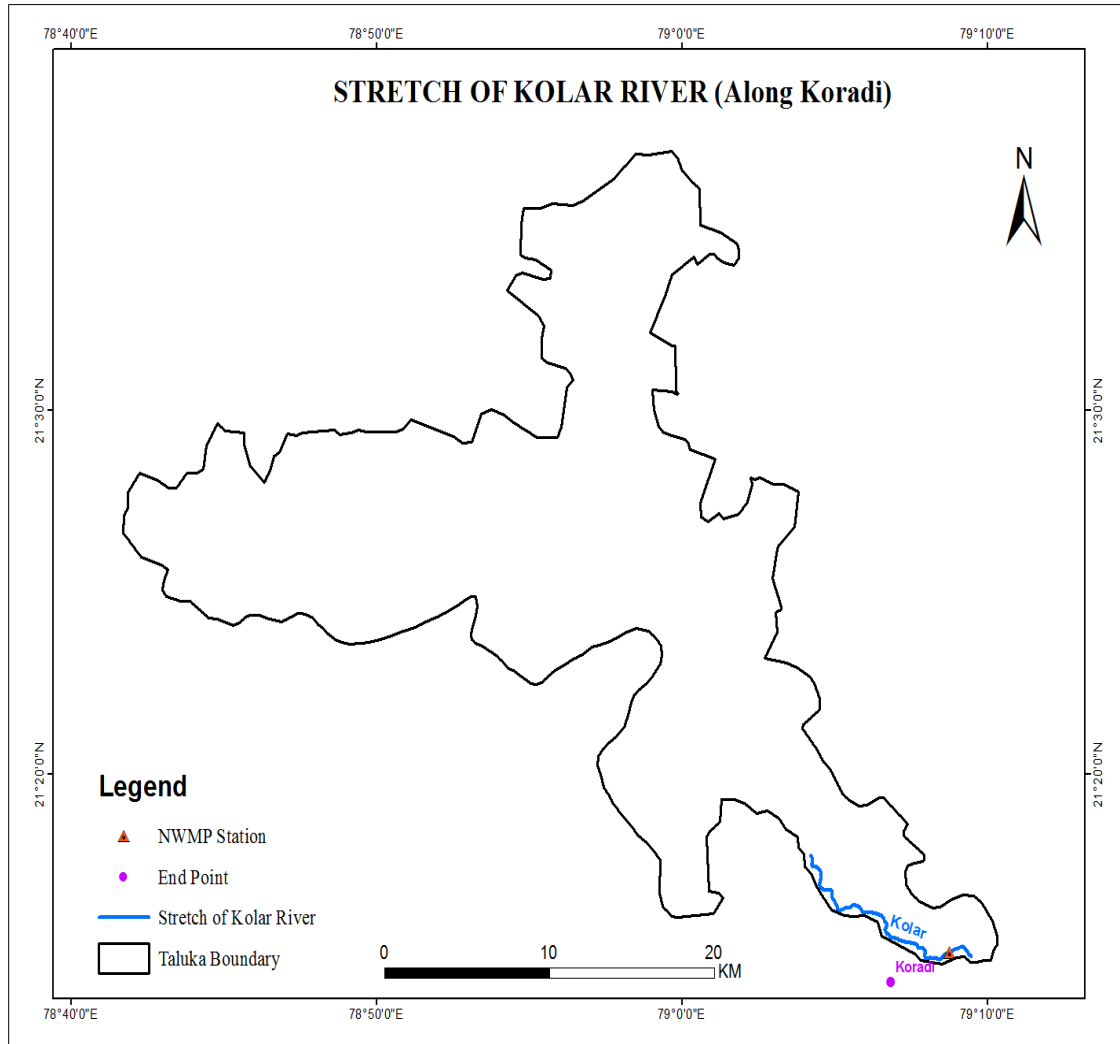 78°40'0"E 78°50'0"E 79°0'0"E 79°10'0"E
STRETCH OF KOLAR RIVER (Along Koradi)
N
21°30'0"N 21°30'0"N
21°20'0"N 21°20'0"N
Legend
NWMP Station
End Point
Stretch of Kolar River
Taluka Boundary
0 10 20
KM
Kolar
Koradi
78°40'0"E 78°50'0"E 79°0'0"E 79°10'0"E